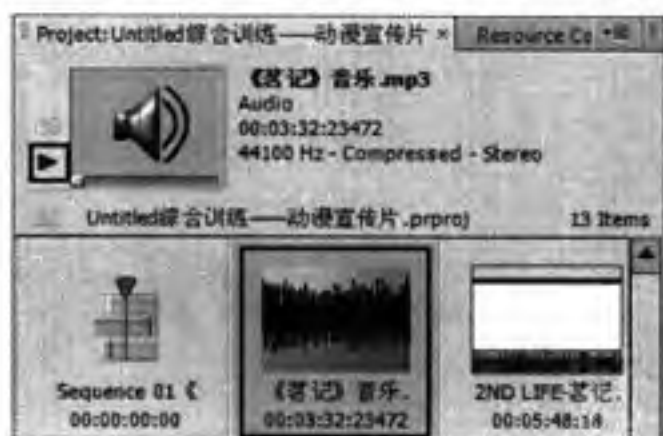 Project: Untitled综合训练——动漫宣传片 × Resource Co
《茗记》 音乐.mp3
Audio
00:03:32:23472
44100 Hz - Compressed - Stereo
Untitled综合训练——动漫宣传片.prproj 13 Items
Sequence 01 《 《茗记》 音乐. 2ND LIFE-茗记.
00:00:00:00 00:03:32:23472 00:05:48:18